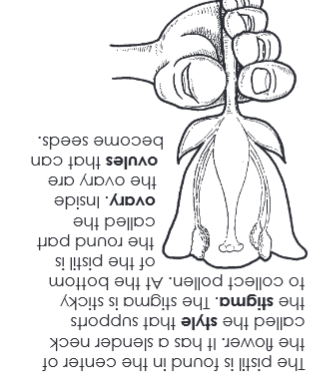 The pistil is found in the center of
the flower. It has a slender neck
called the style that supports
the stigma. The stigma is sticky
to collect pollen. At the bottom
of the pistil is
the round part
called the
ovary. Inside
the ovary are
ovules that can
become seeds.